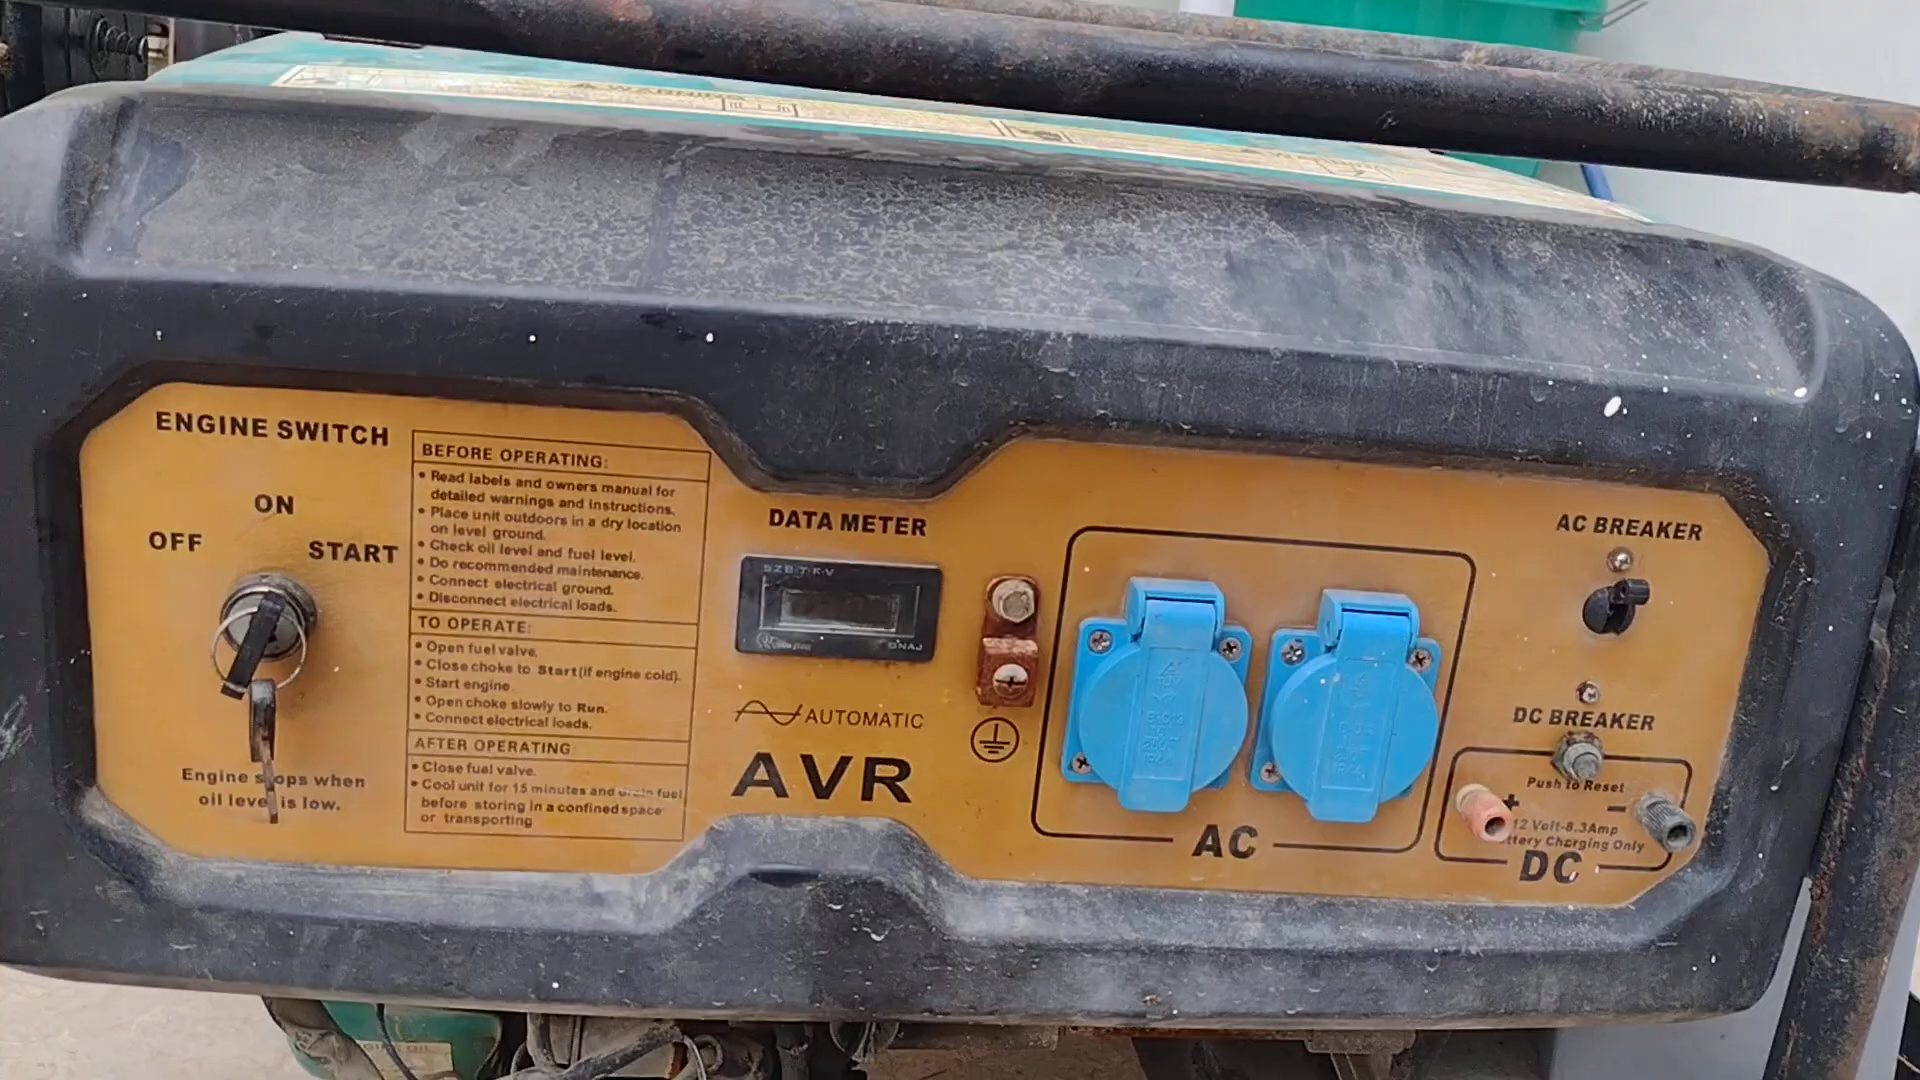 WARNING
ENGINE SWITCH
ON
OFF
START
Engine stops when
oil level is low.
BEFORE OPERATING:
• Read labels and owners manual for
detailed warnings and instructions.
• Place unit outdoors in a dry location
on level ground.
• Check oil level and fuel level.
• Do recommended maintenance.
• Connect electrical ground.
• Disconnect electrical loads.
TO OPERATE:
• Open fuel valve.
• Close choke to Start(if engine cold).
• Start engine
• Open choke slowly to Run.
• Connect electrical loads.
AFTER OPERATING:
• Close fuel valve.
• Cool unit for 15 minutes and drain fuel
before storing in a confined space
or transporting
DATA METER
AUTOMATIC
AVR
AC
AC BREAKER
DC BREAKER
Push to Reset
+ −
12 Volt-8.3Amp
Battery Charging Only
DC